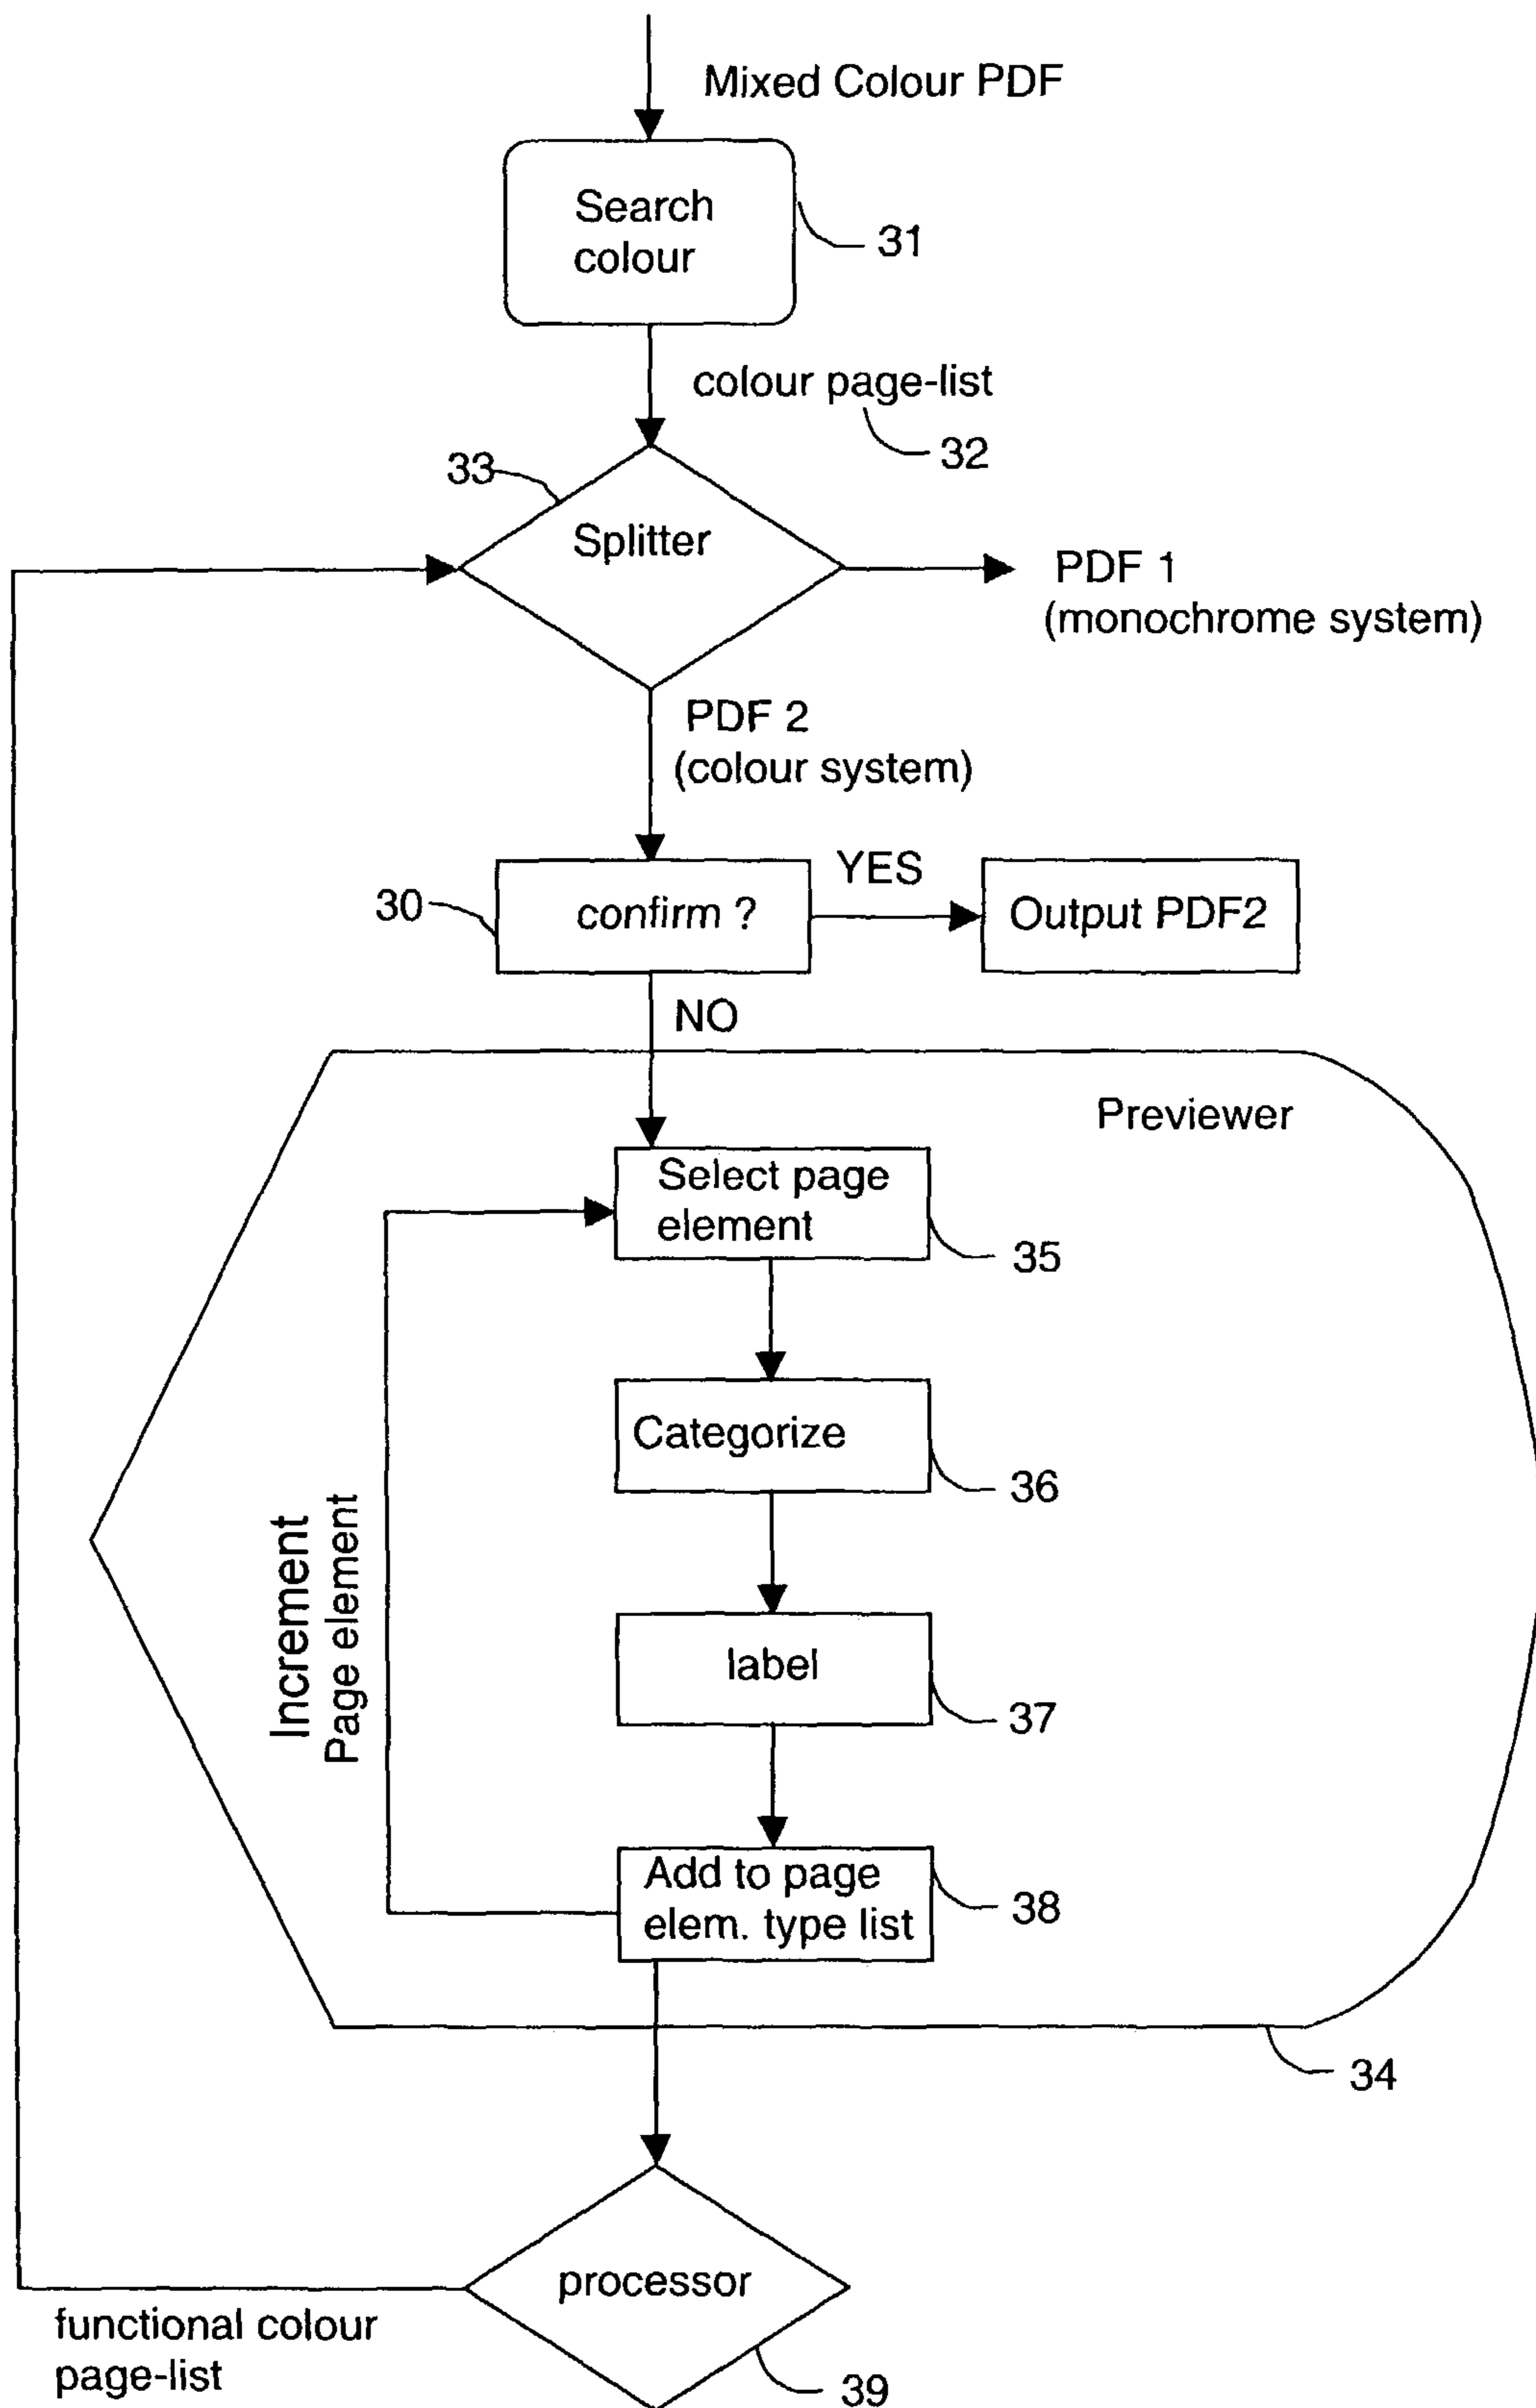 Mixed Colour PDF
Search
colour
31
colour page-list
32
33
Splitter
PDF 1
(monochrome system)
PDF 2
(colour system)
30
confirm ?
YES
Output PDF2
NO
Previewer
Select page
element
35
Categorize
36
Increment
Page element
label
37
Add to page
elem. type list
38
34
processor
functional colour
page-list
39